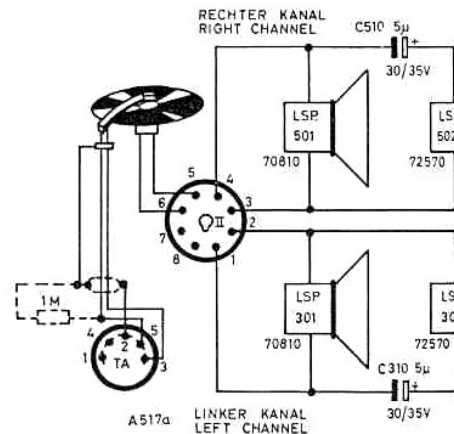 RECHTER KANAL
RIGHT CHANNEL
C510 5µ
+
30/35V
LSP.
501
70810
LS
502
72570
5
4
6
3
II
2
7
8
1
1M
4
2
5
1
TA
3
LSP
301
70810
LS
30
72570
C310 5µ
+
30/35V
A517a
LINKER KANAL
LEFT CHANNEL